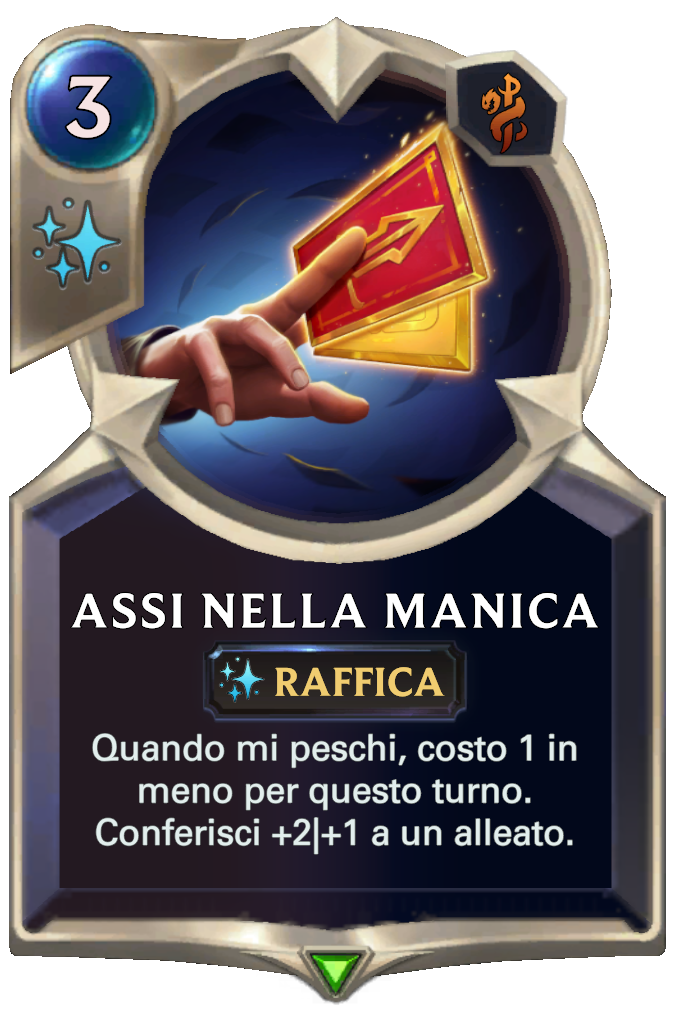 3
ASSI NELLA MANICA
RAFFICA
Quando mi peschi, costo 1 in
meno per questo turno.
Conferisci +2|+1 a un alleato.